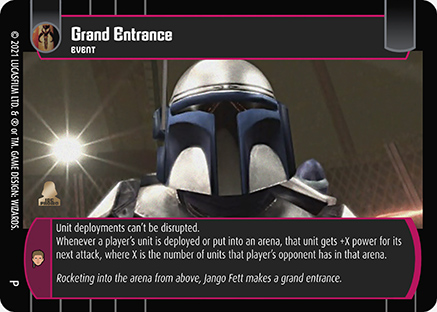 Grand Entrance
EVENT
Unit deployments can't be disrupted.
Whenever a player's unit is deployed or put into an arena, that unit gets +X power for its
next attack, where X is the number of units that player's opponent has in that arena.
Rocketing into the arena from above, Jango Fett makes a grand entrance.
© 2021 LUCASFILM LTD. & ® or TM. GAME DESIGN: WIZARDS.
P